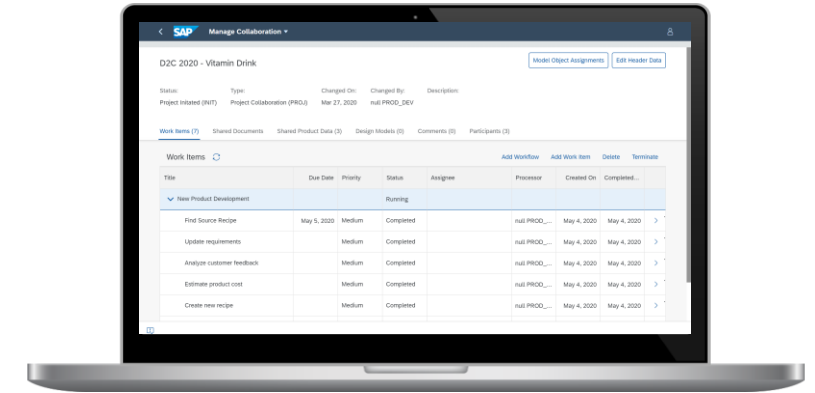 SAP Manage Collaboration
D2C 2020 - Vitamin Drink
Model Object Assignments Edit Header Data
Status: Type: Changed On: Changed By: Description:
Project Initiated (INIT) Project Collaboration (PROJ) Mar 27, 2020 null PROD_DEV
Work Items (7) Shared Documents Shared Product Data (3) Design Models (0) Comments (0) Participants (3)
Work Items Add Workflow Add Work Item Delete Terminate
Title Due Date Priority Status Assignee Processor Created On Completed...
New Product Development Running
Find Source Recipe May 5, 2020 Medium Completed null PROD_... May 4, 2020 May 4, 2020
Update requirements Medium Completed null PROD_... May 4, 2020 May 4, 2020
Analyze customer feedback Medium Completed null PROD_... May 4, 2020 May 4, 2020
Estimate product cost Medium Completed null PROD_... May 4, 2020 May 4, 2020
Create new recipe Medium Completed null PROD_... May 4, 2020 May 4, 2020